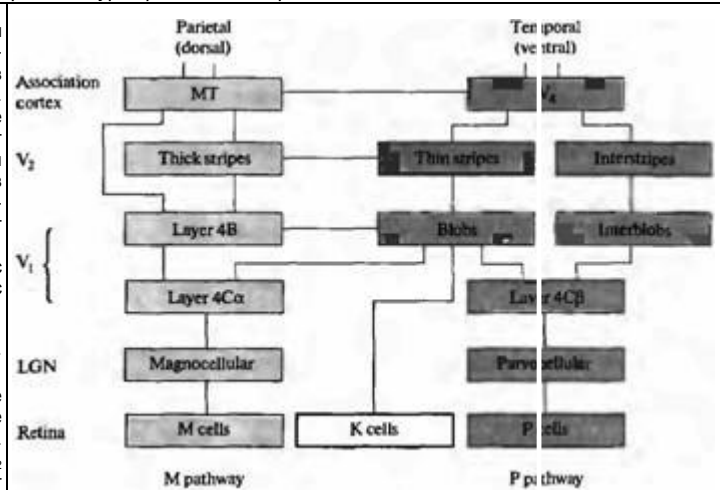 Parietal
(dorsal)
Temporal
(ventral)
Association
cortex
MT
V₄
V₂
Thick stripes
Thin stripes
Interstripes
V₁
Layer 4B
Blobs
Interblobs
Layer 4Cα
Layer 4Cβ
LGN
Magnocellular
Parvocellular
Retina
M cells
K cells
P cells
M pathway
P pathway